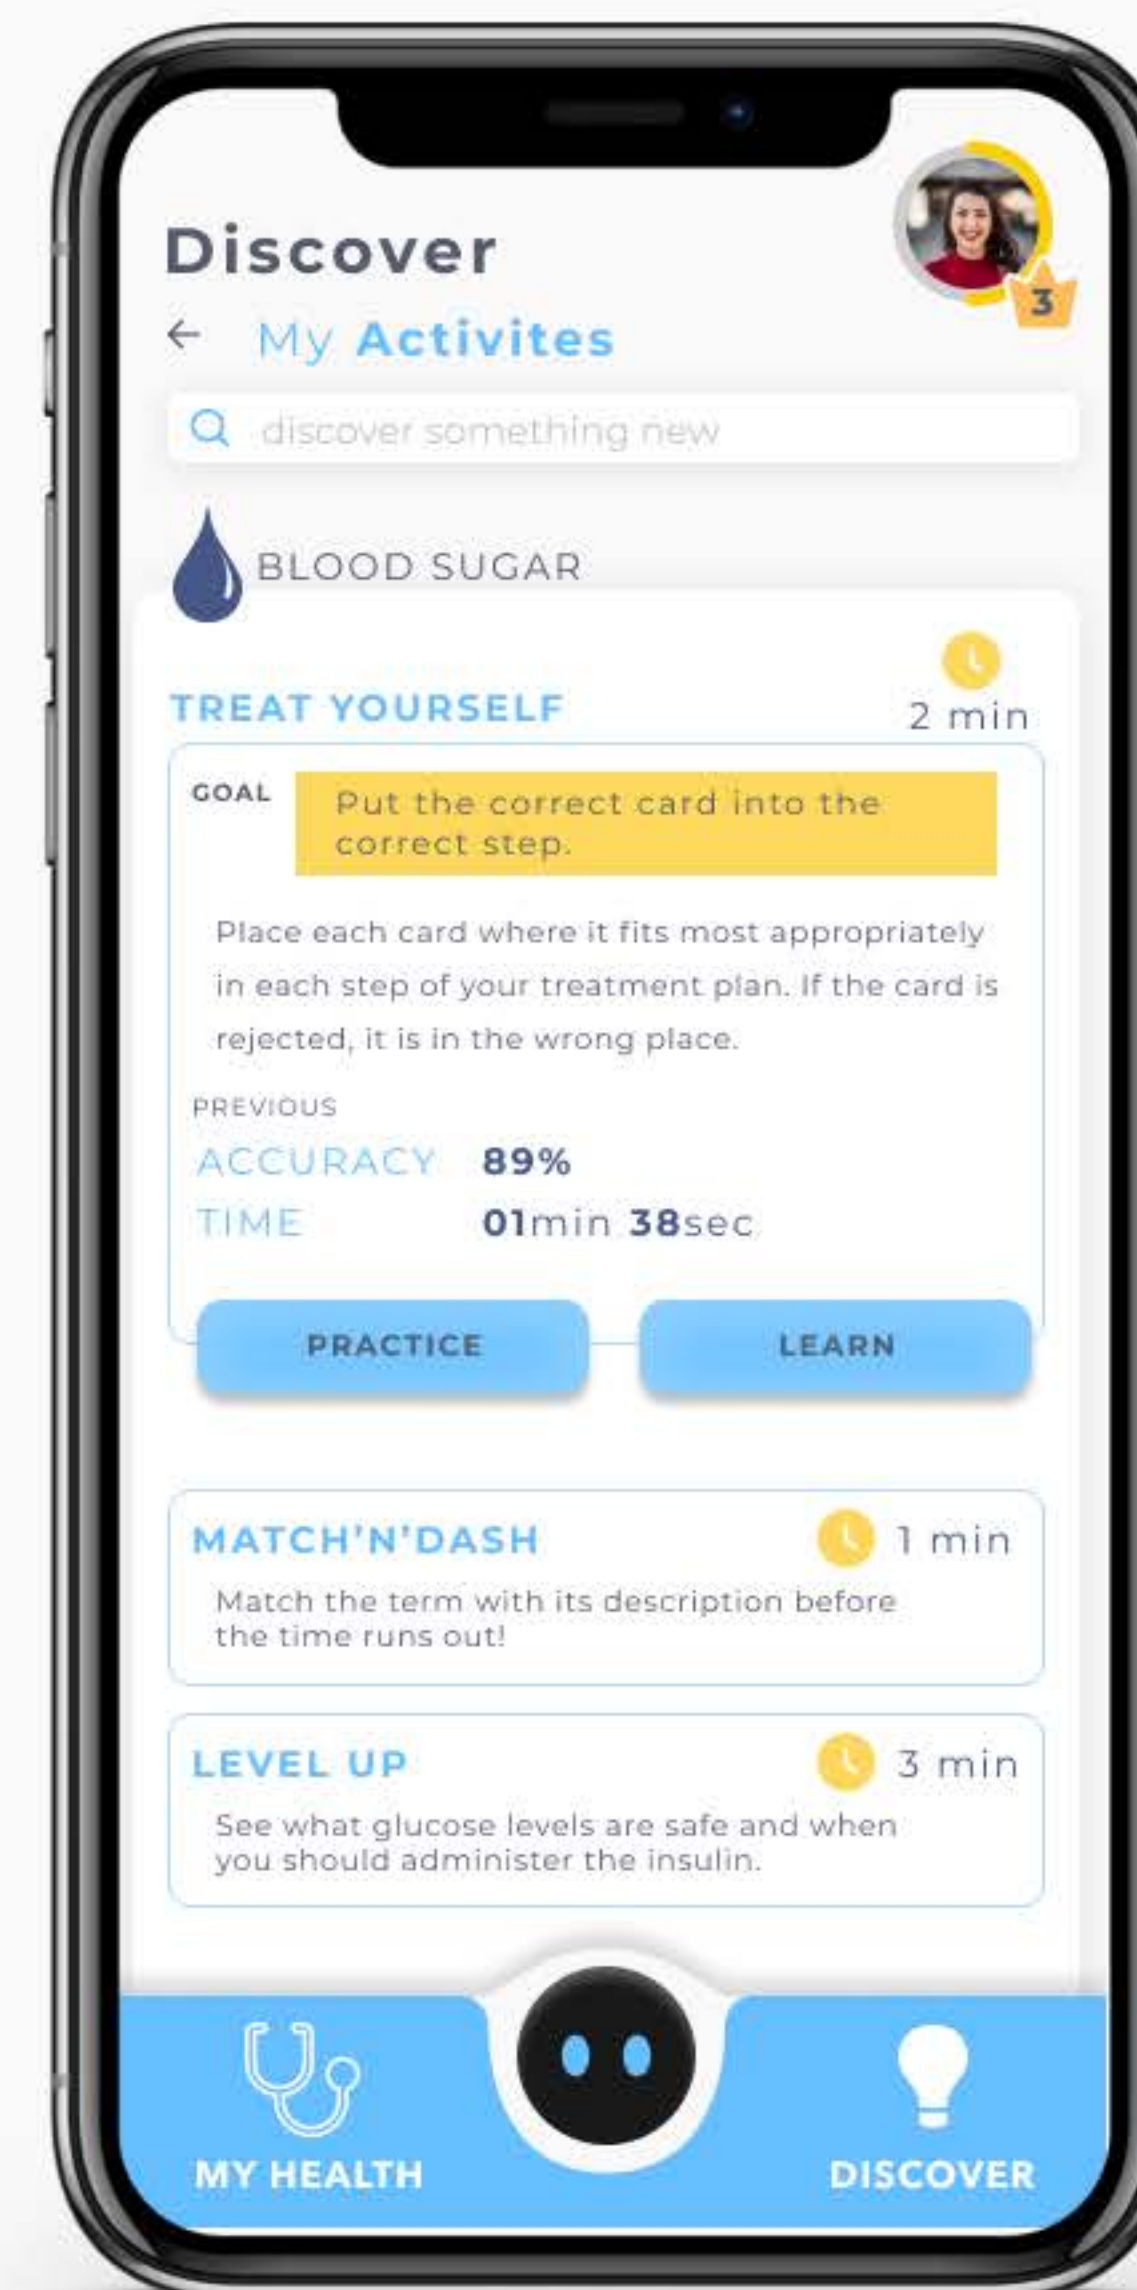 Discover
3
My Activites
discover something new
BLOOD SUGAR
TREAT YOURSELF
2 min
GOAL
Put the correct card into the
correct step.
Place each card where it fits most appropriately
in each step of your treatment plan. If the card is
rejected, it is in the wrong place.
PREVIOUS
ACCURACY 89%
TIME 01min 38sec
PRACTICE LEARN
MATCH’N’DASH 1 min
Match the term with its description before
the time runs out!
LEVEL UP 3 min
See what glucose levels are safe and when
you should administer the insulin.
MY HEALTH DISCOVER